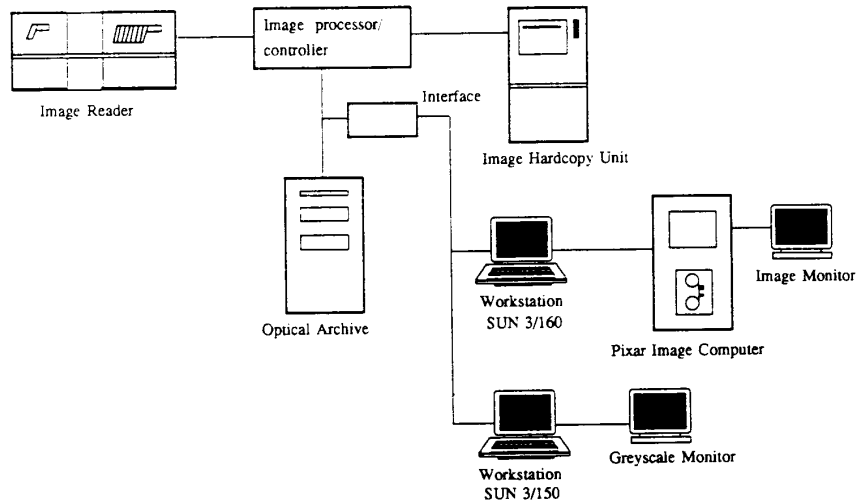 Image processor/
controller
Image Reader
Interface
Image Hardcopy Unit
Optical Archive
Workstation
SUN 3/160
Image Monitor
Pixar Image Computer
Workstation
SUN 3/150
Greyscale Monitor